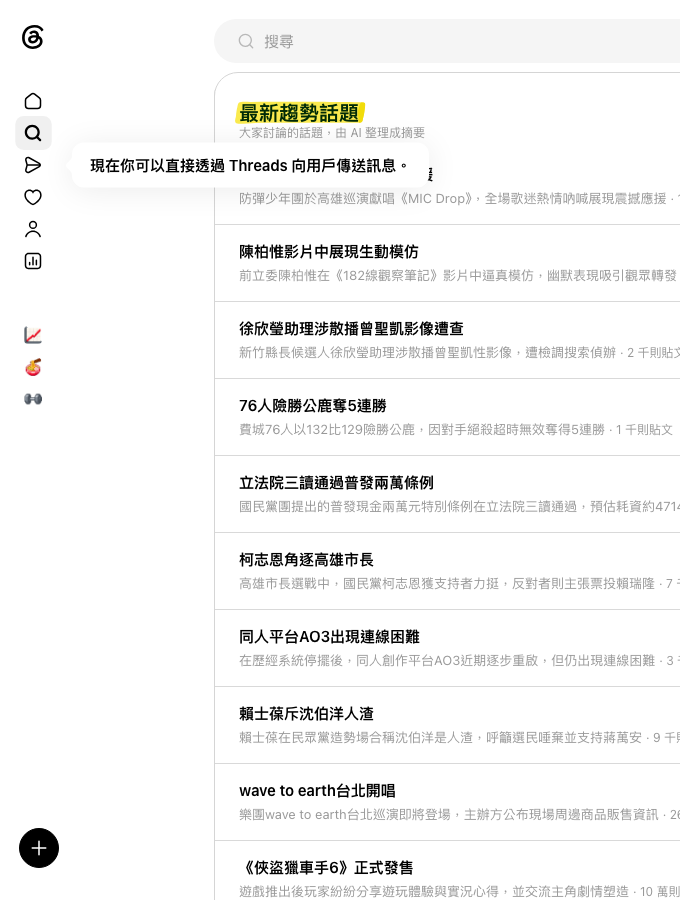 搜尋
最新趨勢話題
大家討論的話題，由 AI 整理成摘要
現在你可以直接透過 Threads 向用戶傳送訊息。
防彈少年團於高雄巡演獻唱《MIC Drop》，全場歌迷熱情吶喊展現震撼應援 ·
陳柏惟影片中展現生動模仿
前立委陳柏惟在《182線觀察筆記》影片中逼真模仿，幽默表現吸引觀眾轉發
徐欣瑩助理涉散播曾聖凱影像遭查
新竹縣長候選人徐欣瑩助理涉散播曾聖凱性影像，遭檢調搜索偵辦 · 2 千則貼文
76人險勝公鹿奪5連勝
費城76人以132比129險勝公鹿，因對手絕殺超時無效奪得5連勝 · 1 千則貼文
立法院三讀通過普發兩萬條例
國民黨團提出的普發現金兩萬元特別條例在立法院三讀通過，預估耗資約4714
柯志恩角逐高雄市長
高雄市長選戰中，國民黨柯志恩獲支持者力挺，反對者則主張票投賴瑞隆 · 7
同人平台AO3出現連線困難
在歷經系統停擺後，同人創作平台AO3近期逐步重啟，但仍出現連線困難 · 3
賴士葆斥沈伯洋人渣
賴士葆在民眾黨造勢場合稱沈伯洋是人渣，呼籲選民唾棄並支持蔣萬安 · 9 千
wave to earth台北開唱
樂團wave to earth台北巡演即將登場，主辦方公布現場周邊商品販售資訊 · 26
《俠盜獵車手6》正式發售
遊戲推出後玩家紛紛分享遊玩體驗與實況心得，並交流主角劇情塑造 · 10 萬則